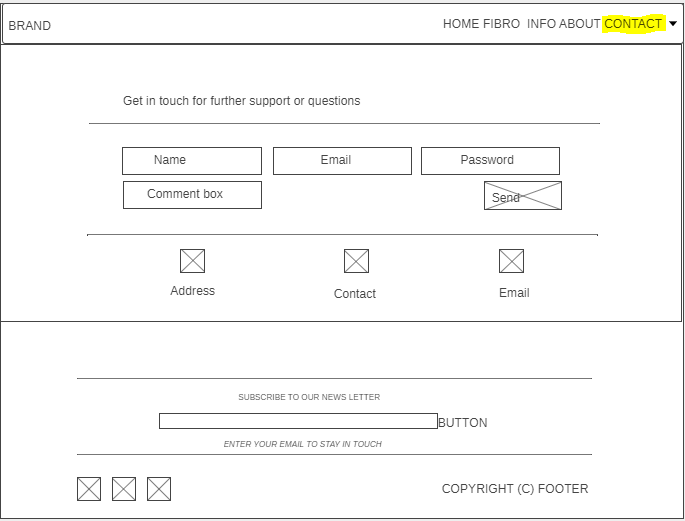 BRAND
HOME FIBRO INFO ABOUT CONTACT
Get in touch for further support or questions
Name
Email
Password
Comment box
Send
Address
Contact
Email
SUBSCRIBE TO OUR NEWS LETTER
BUTTON
ENTER YOUR EMAIL TO STAY IN TOUCH
COPYRIGHT (C) FOOTER